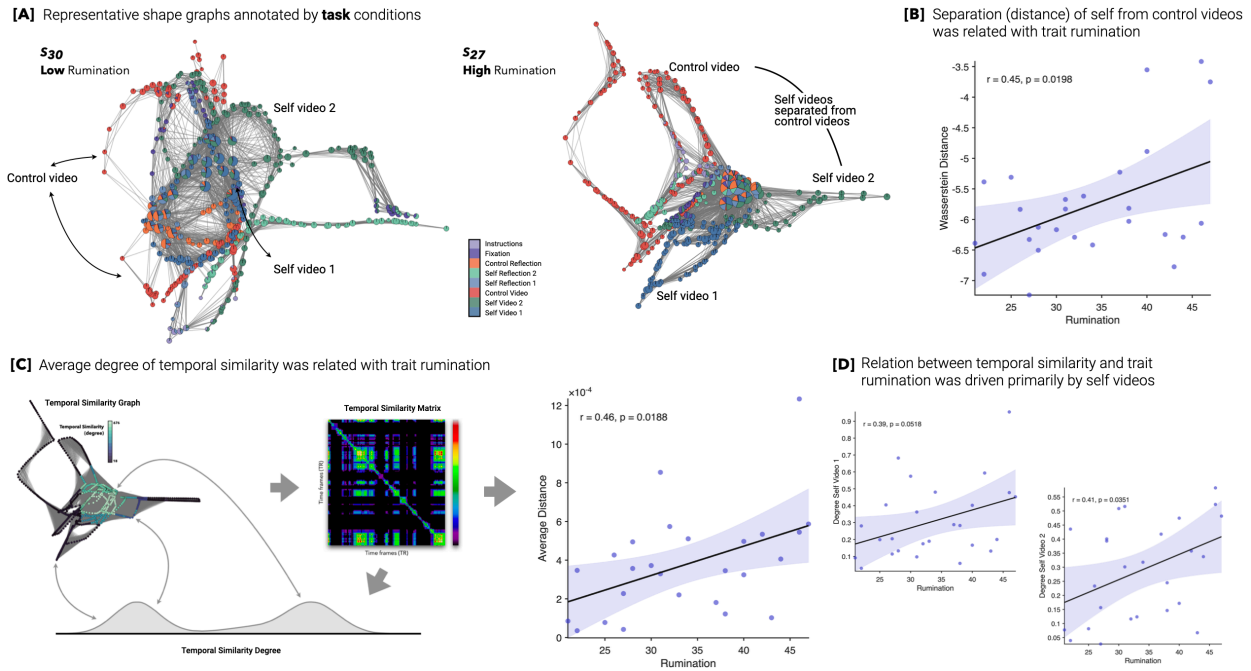 [A] Representative shape graphs annotated by task conditions
S30
Low Rumination
Self video 2
Control video
Self video 1
S27
High Rumination
Control video
Self videos
separated from
control videos
Self video 2
Self video 1
Instructions
Fixation
Control Reflection
Self Reflection 2
Self Reflection 1
Control Video
Self Video 2
Self Video 1
[B] Separation (distance) of self from control videos
was related with trait rumination
r = 0.45, p = 0.0198
Wasserstein Distance
-3.5
-4
-4.5
-5
-5.5
-6
-6.5
-7
25 30 35 40 45
Rumination
[C] Average degree of temporal similarity was related with trait rumination
Temporal Similarity Graph
Temporal Similarity
(degree)
Temporal Similarity Matrix
Time frames (TR)
Time frames (TR)
Temporal Similarity Degree
×10-4
r = 0.46, p = 0.0188
Average Distance
12
10
8
6
4
2
0
25 30 35 40 45
Rumination
[D] Relation between temporal similarity and trait
rumination was driven primarily by self videos
r = 0.39, p = 0.0518
Degree Self Video 1
0.9
0.8
0.7
0.6
0.5
0.4
0.3
0.2
0.1
25 30 35 40 45
Rumination
r = 0.41, p = 0.0351
Degree Self Video 2
0.55
0.5
0.45
0.4
0.35
0.3
0.25
0.2
0.15
0.1
0.05
25 30 35 40 45
Rumination